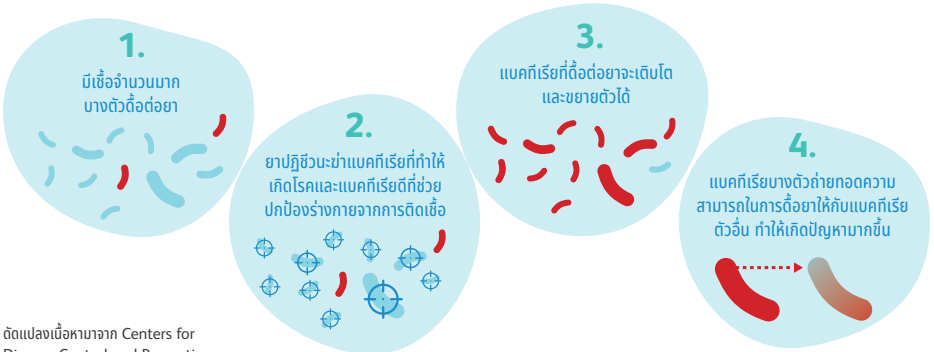 1.
มีเชื้อจำนวนมาก
บางตัวดื้อต่อยา
2.
ยาปฏิชีวนะฆ่าแบคทีเรียที่ทำให้
เกิดโรคและแบคทีเรียดีที่ช่วย
ปกป้องร่างกายจากการติดเชื้อ
3.
แบคทีเรียที่ดื้อต่อยาจะเติบโต
และขยายตัวได้
4.
แบคทีเรียบางตัวถ่ายทอดความ
สามารถในการดื้อยาให้กับแบคทีเรีย
ตัวอื่น ทำให้เกิดปัญหามากขึ้น
ดัดแปลงเนื้อหามาจาก Centers for